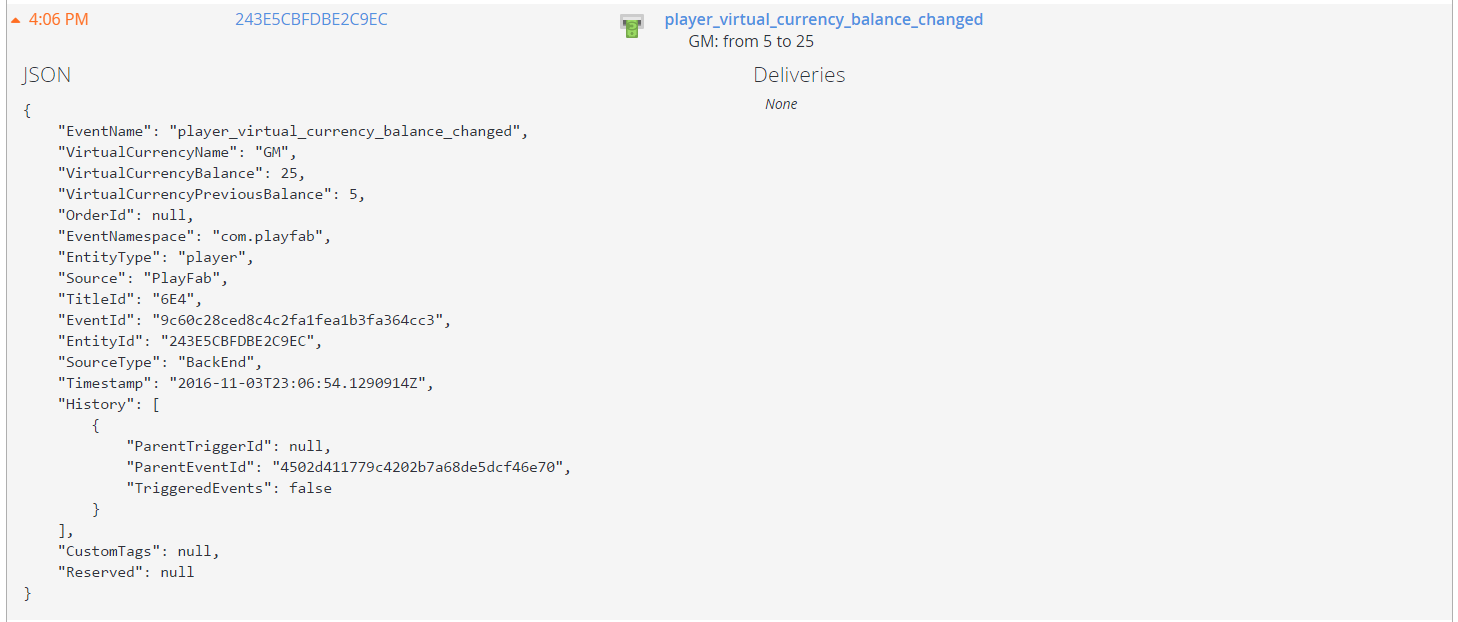 4:06 PM 243E5CBFDBE2C9EC player_virtual_currency_balance_changed
GM: from 5 to 25
JSON Deliveries
None
{
    "EventName": "player_virtual_currency_balance_changed",
    "VirtualCurrencyName": "GM",
    "VirtualCurrencyBalance": 25,
    "VirtualCurrencyPreviousBalance": 5,
    "OrderId": null,
    "EventNamespace": "com.playfab",
    "EntityType": "player",
    "Source": "PlayFab",
    "TitleId": "6E4",
    "EventId": "9c60c28ced8c4c2fa1fea1b3fa364cc3",
    "EntityId": "243E5CBFDBE2C9EC",
    "SourceType": "BackEnd",
    "Timestamp": "2016-11-03T23:06:54.1290914Z",
    "History": [
        {
            "ParentTriggerId": null,
            "ParentEventId": "4502d411779c4202b7a68de5dcf46e70",
            "TriggeredEvents": false
        }
    ],
    "CustomTags": null,
    "Reserved": null
}